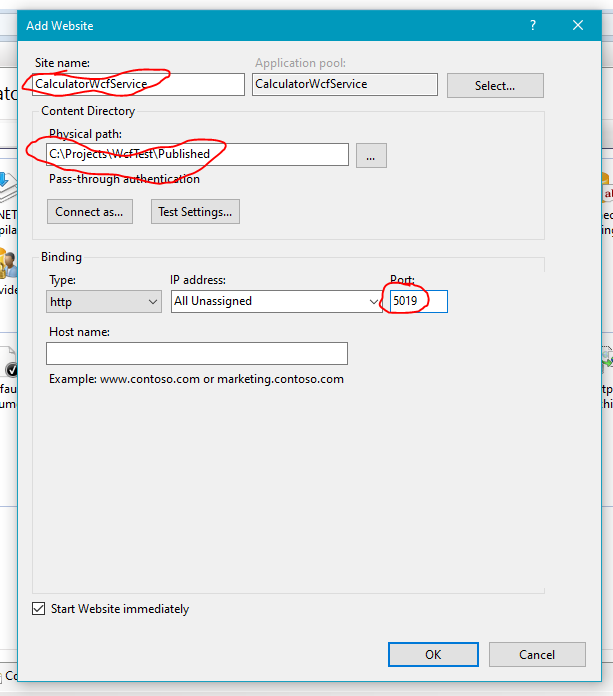 Add Website
?
Site name:
Application pool:
CalculatorWcfService
CalculatorWcfService
Select...
Content Directory
Physical path:
C:\Projects\WcfTest\Published
...
Pass-through authentication
Connect as...
Test Settings...
Binding
Type:
IP address:
Port:
http
All Unassigned
5019
Host name:
Example: www.contoso.com or marketing.contoso.com
Start Website immediately
OK
Cancel